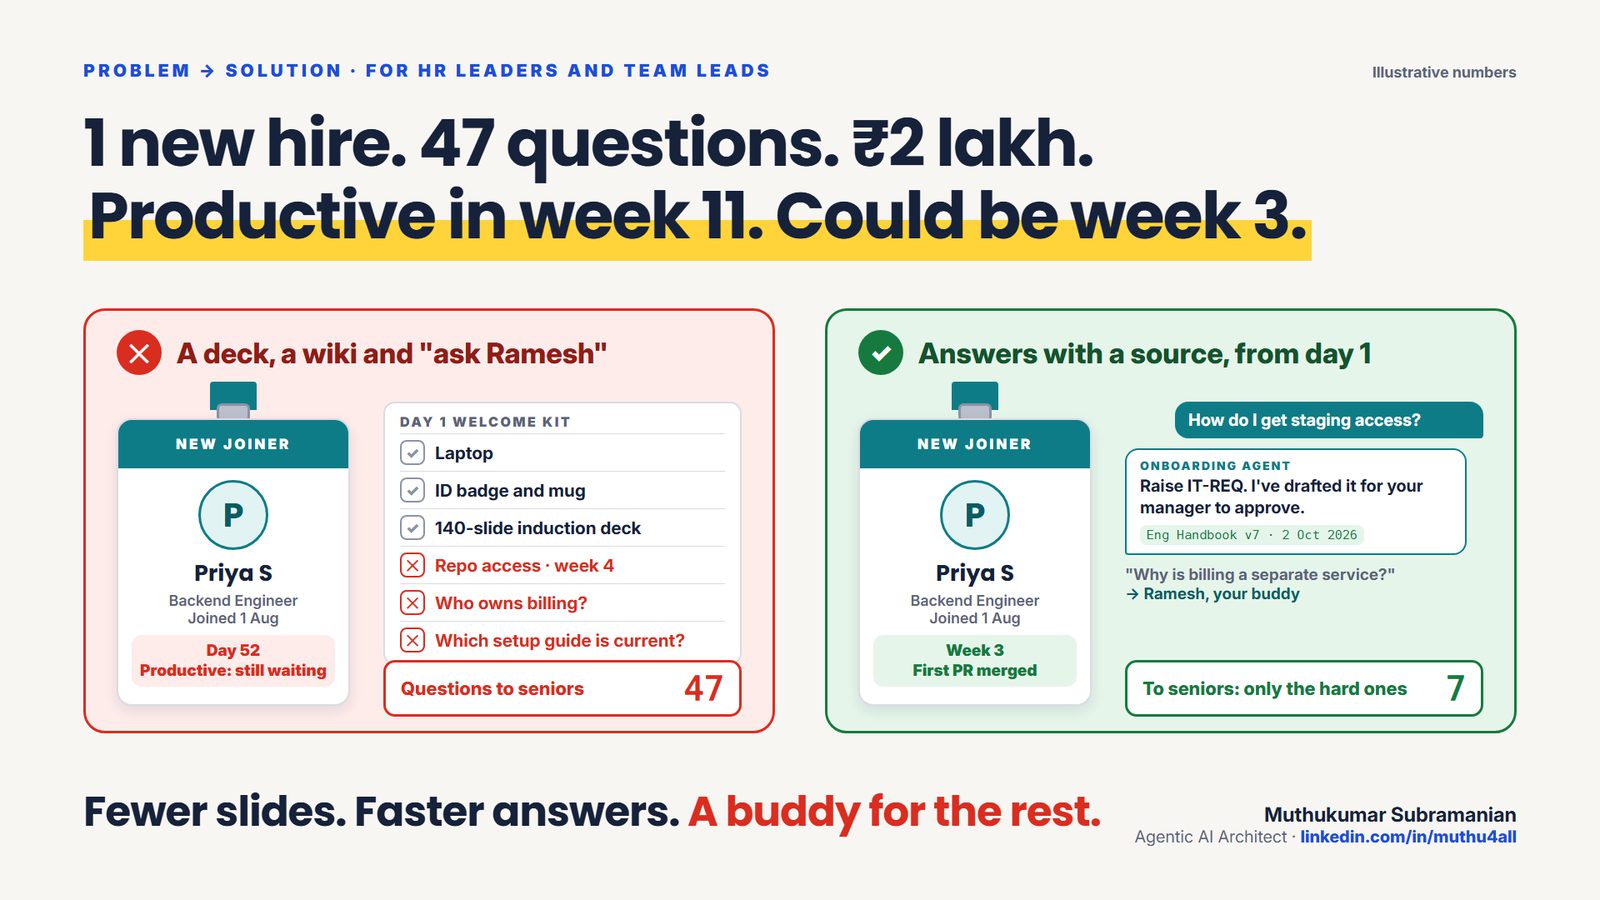 PROBLEM → SOLUTION · FOR HR LEADERS AND TEAM LEADS
Illustrative numbers
1 new hire. 47 questions. ₹2 lakh.
Productive in week 11. Could be week 3.
A deck, a wiki and "ask Ramesh"
NEW JOINER
P
Priya S
Backend Engineer
Joined 1 Aug
Day 52
Productive: still waiting
DAY 1 WELCOME KIT
Laptop
ID badge and mug
140-slide induction deck
Repo access · week 4
Who owns billing?
Which setup guide is current?
Questions to seniors 47
Answers with a source, from day 1
NEW JOINER
P
Priya S
Backend Engineer
Joined 1 Aug
Week 3
First PR merged
How do I get staging access?
ONBOARDING AGENT
Raise IT-REQ. I've drafted it for your
manager to approve.
Eng Handbook v7 · 2 Oct 2026
"Why is billing a separate service?"
→ Ramesh, your buddy
To seniors: only the hard ones 7
Fewer slides. Faster answers. A buddy for the rest.
Muthukumar Subramanian
Agentic AI Architect · linkedin.com/in/muthu4all